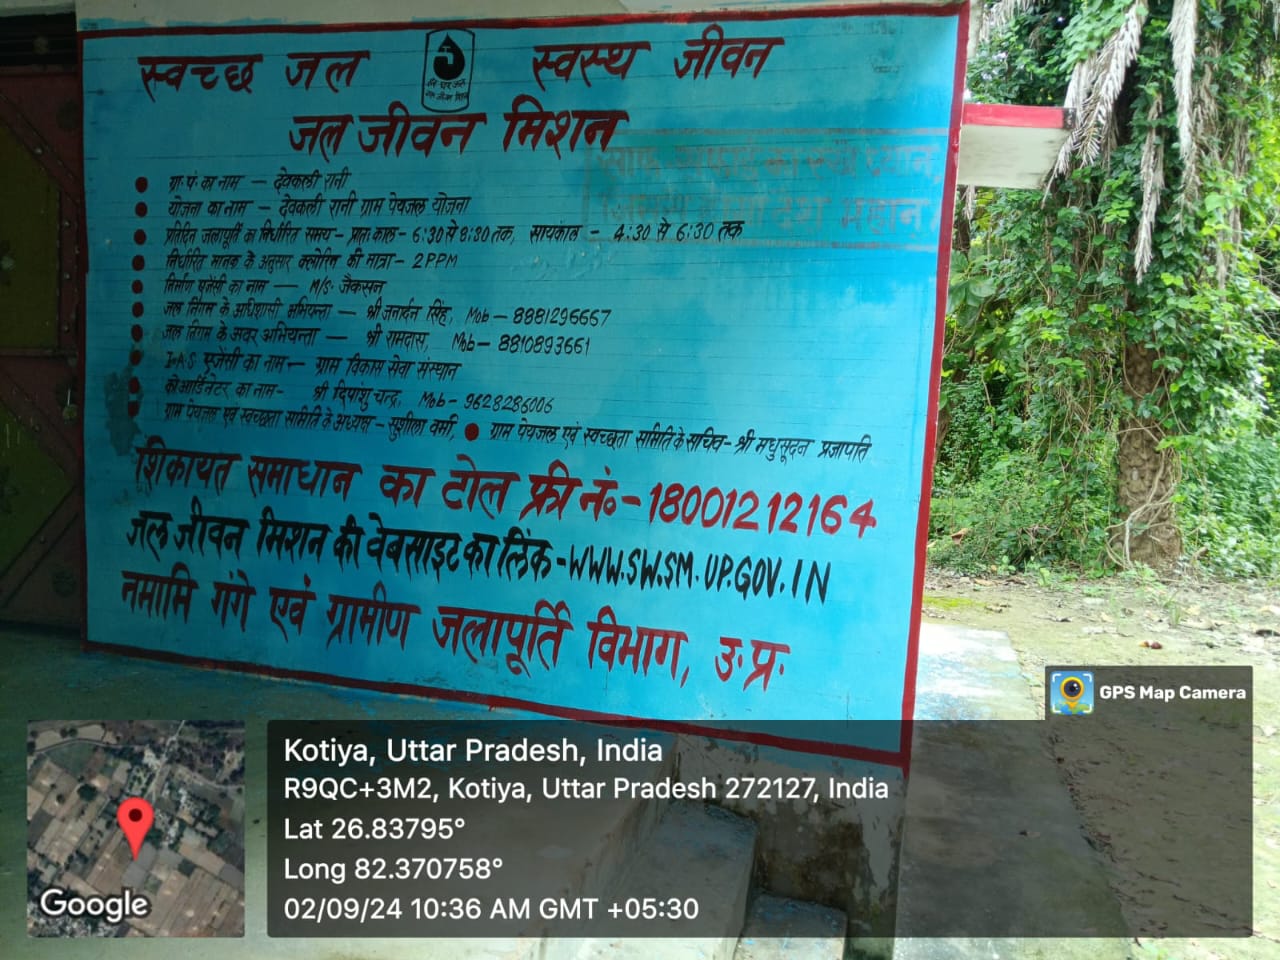 स्वच्छ जल स्वस्थ जीवन
जल जीवन मिशन
ग्रा.पं. का नाम — देवकली रानी
योजना का नाम — देवकली रानी ग्राम पेयजल योजना
प्रतिदिन जलापूर्ति का निर्धारित समय - प्रातः काल - 6:30 से 8:30 तक, सायंकाल - 4:30 से 6:30 तक
निर्धारित मानक के अनुसार क्लोरिन की मात्रा - 2 PPM
निर्माण एजेंसी का नाम — M/S. जैकसन
जल निगम के अधिशासी अभियन्ता — श्री जनार्दन सिंह, Mob — 8881296667
जल निगम के अवर अभियन्ता — श्री रामदास, Mob — 8810893661
I.A.S एजेंसी का नाम — ग्राम विकास सेवा संस्थान
कोआर्डिनेटर का नाम - श्री दिपांशु चन्द्र, Mob - 9628286006
ग्राम पेयजल एवं स्वच्छता समिति के अध्यक्ष - सुशीला वर्मा, ● ग्राम पेयजल एवं स्वच्छता समिति के सचिव - श्री मधुसूदन प्रजापति
शिकायत समाधान का टोल फ्री नं. - 18001212164
जल जीवन मिशन की वेबसाइट का लिंक - WWW.SWSM.UP.GOV.IN
नमामि गंगे एवं ग्रामीण जलापूर्ति विभाग, उ.प्र.
GPS Map Camera
Kotiya, Uttar Pradesh, India
R9QC+3M2, Kotiya, Uttar Pradesh 272127, India
Lat 26.83795°
Long 82.370758°
02/09/24 10:36 AM GMT +05:30
Google